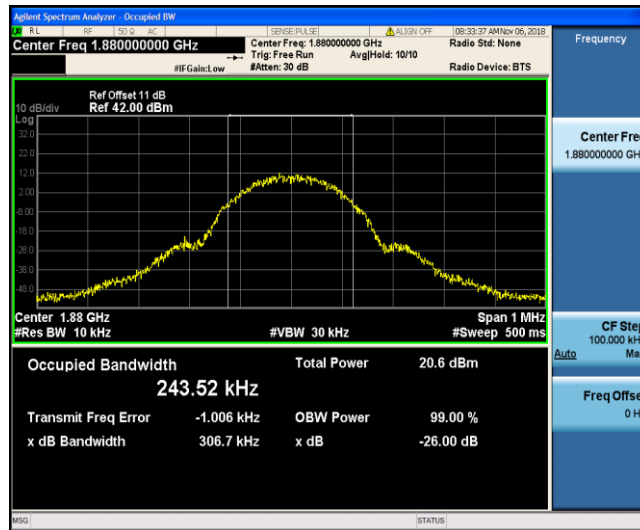 Agilent Spectrum Analyzer - Occupied BW
RL RF 50 Ω AC SENSE:PULSE ALIGN OFF 08:33:37 AM Nov 06, 2018
Center Freq 1.880000000 GHz
Center Freq: 1.880000000 GHz
Radio Std: None
Trig: Free Run Avg|Hold: 10/10
#IFGain:Low #Atten: 30 dB Radio Device: BTS
Ref Offset 11 dB
10 dB/div Ref 42.00 dBm
Log
32.0
22.0
12.0
2.00
-8.00
-18.0
-28.0
-38.0
-48.0
Center 1.88 GHz Span 1 MHz
#Res BW 10 kHz #VBW 30 kHz #Sweep 500 ms
Occupied Bandwidth Total Power 20.6 dBm
243.52 kHz
Transmit Freq Error -1.006 kHz OBW Power 99.00 %
x dB Bandwidth 306.7 kHz x dB -26.00 dB
MSG STATUS
Frequency
Center Fre
1.880000000 GH
CF Step
100.000 kH
Auto Ma
Freq Offse
0 H